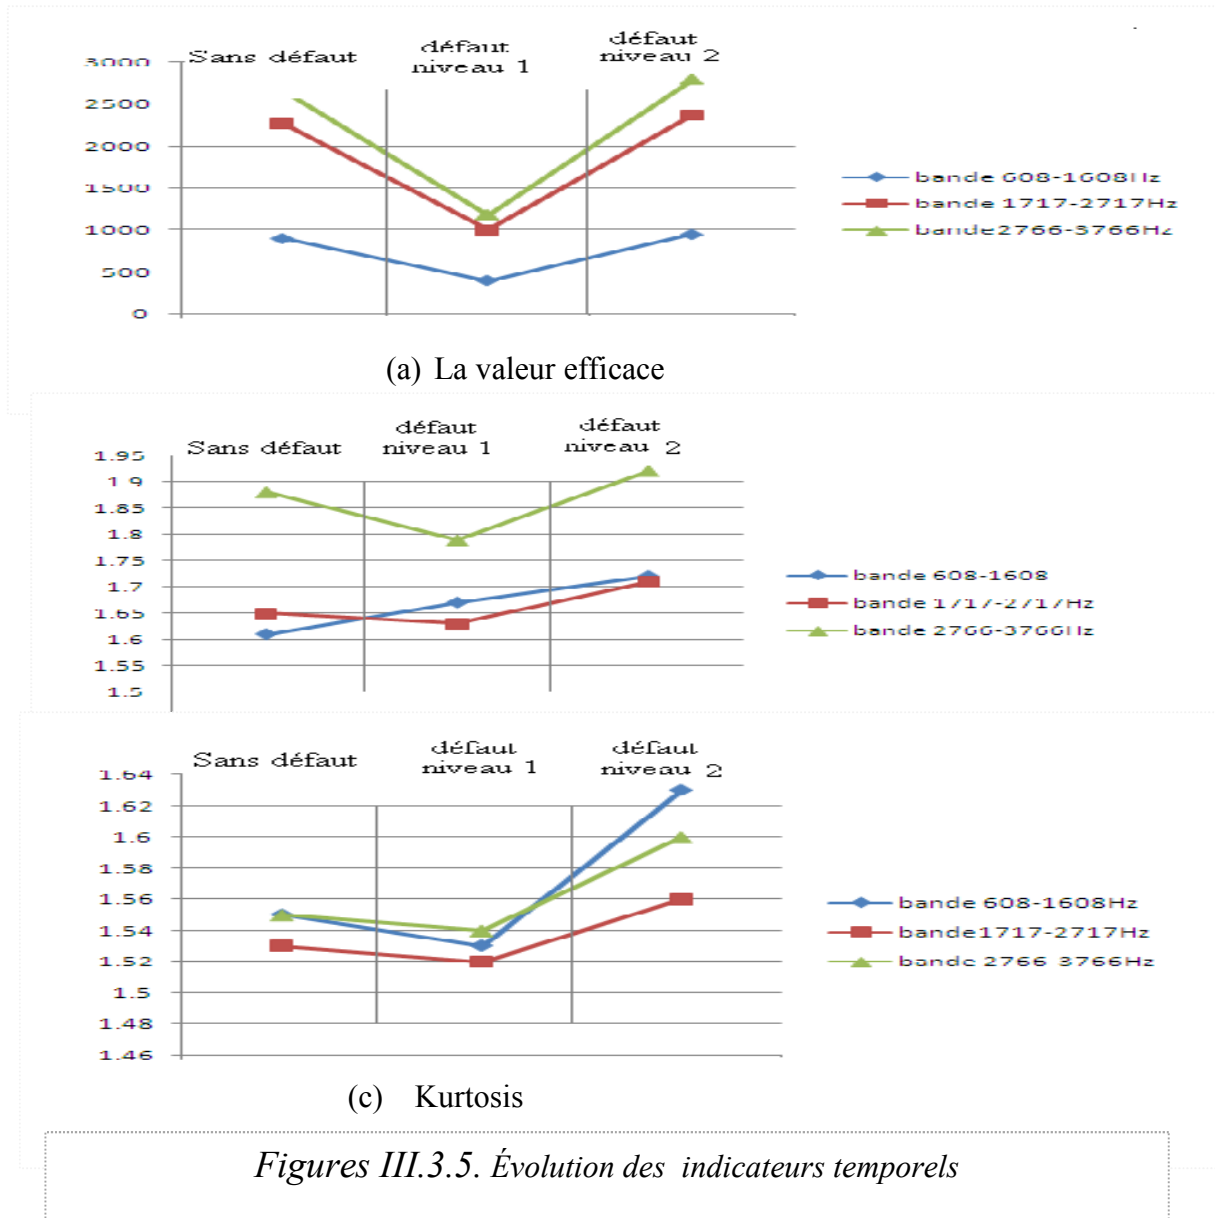 Sans défaut
défaut
niveau 1
défaut
niveau 2
3000
2500
2000
1500
1000
500
0
bande 608-1608Hz
bande 1717-2717Hz
bande2766-3766Hz
(a) La valeur efficace
Sans défaut
défaut
niveau 1
défaut
niveau 2
1.95
1.9
1.85
1.8
1.75
1.7
1.65
1.6
1.55
1.5
bande 608-1608
bande 1717-2717Hz
bande 2766-3766Hz
Sans défaut
défaut
niveau 1
défaut
niveau 2
1.64
1.62
1.6
1.58
1.56
1.54
1.52
1.5
1.48
1.46
bande 608-1608Hz
bande1717-2717Hz
bande 2766-3766Hz
(c) Kurtosis
Figures III.3.5. Évolution des indicateurs temporels